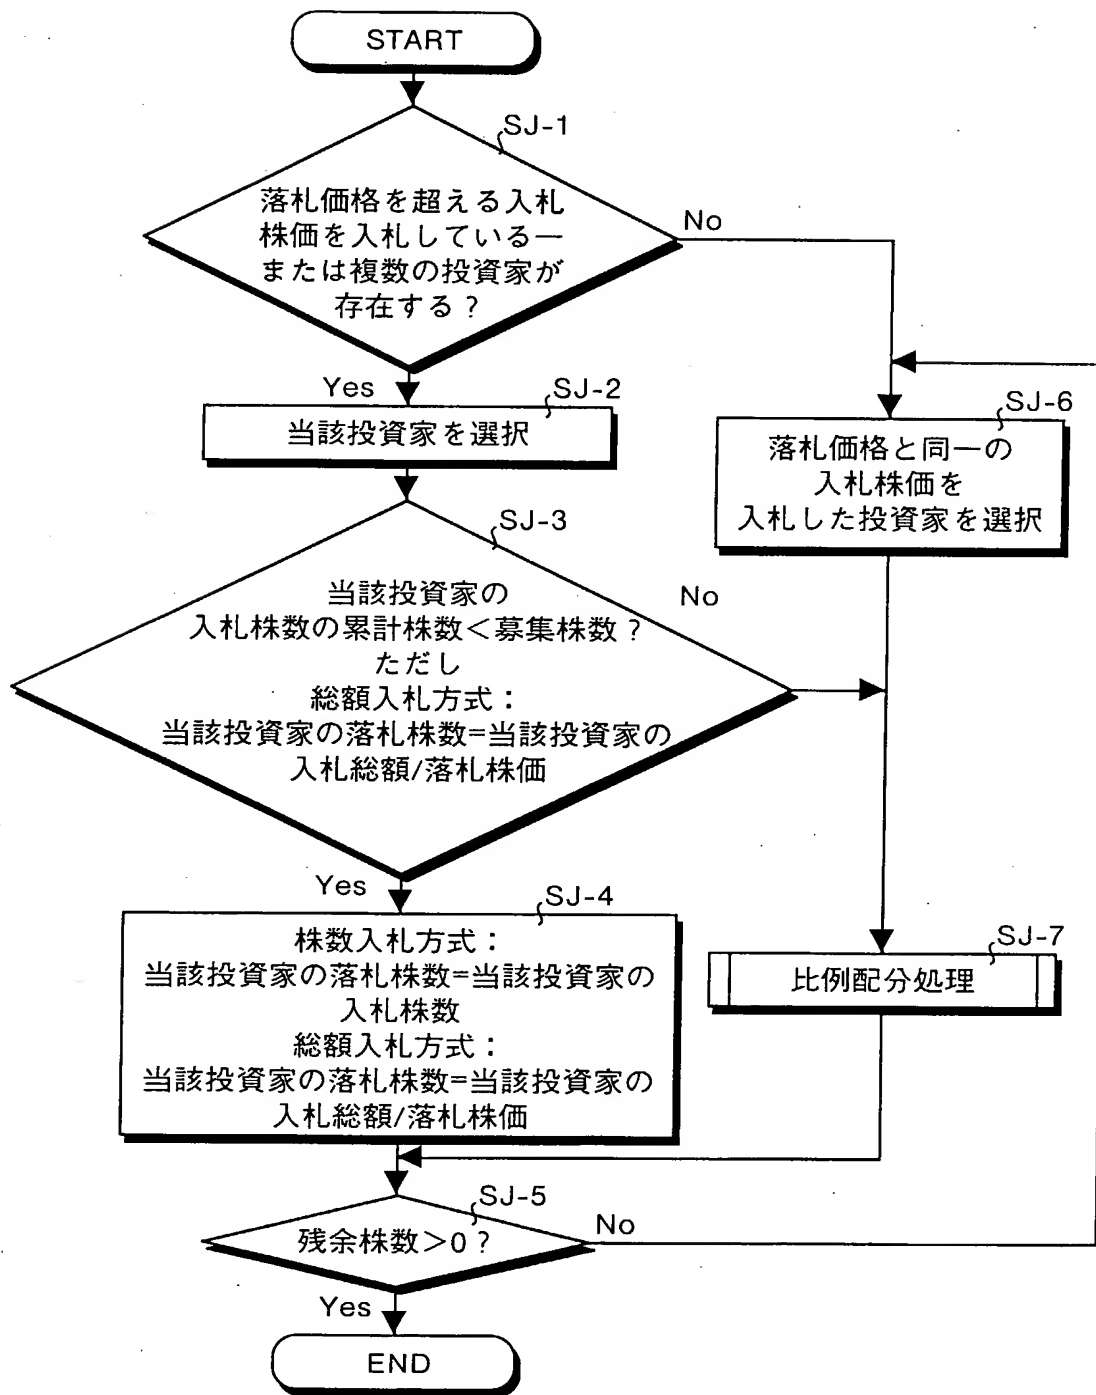 START
SJ-1
落札価格を超える入札
株価を入札している一
または複数の投資家が
存在する?
No
Yes
SJ-2
当該投資家を選択
SJ-6
落札価格と同一の
入札株価を
入札した投資家を選択
SJ-3
当該投資家の
入札株数の累計株数<募集株数?
ただし
総額入札方式:
当該投資家の落札株数=当該投資家の
入札総額/落札株価
No
Yes
SJ-4
株数入札方式:
当該投資家の落札株数=当該投資家の
入札株数
総額入札方式:
当該投資家の落札株数=当該投資家の
入札総額/落札株価
SJ-7
比例配分処理
SJ-5
残余株数>0?
No
Yes
END